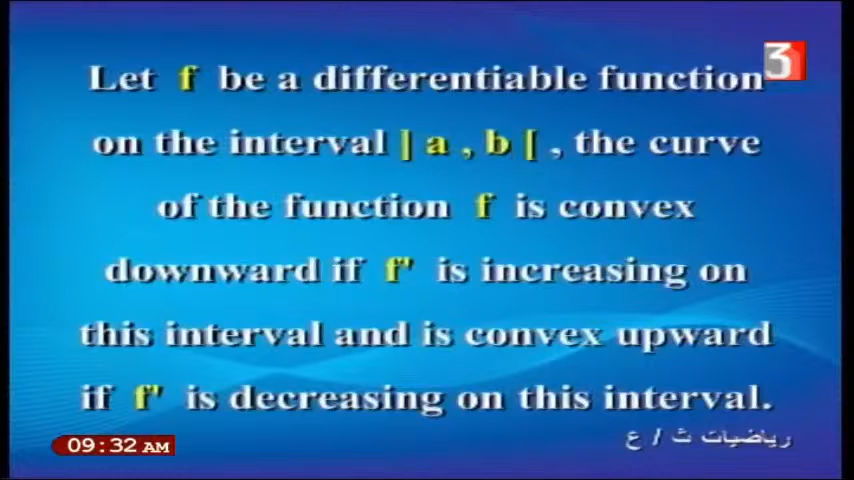 3
Let f be a differentiable function
on the interval ] a , b [ , the curve
of the function f is convex
downward if f' is increasing on
this interval and is convex upward
if f' is decreasing on this interval.
رياضيات ث / ع
09:32 AM